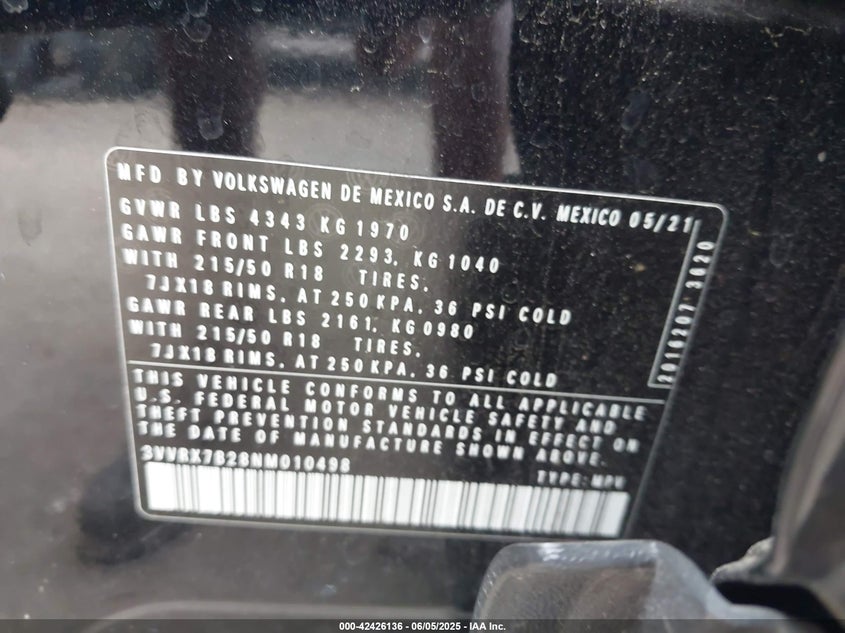 MFD BY VOLKSWAGEN DE MEXICO S.A. DE C.V. MEXICO 05/21
GVWR LBS 4343 KG 1970
GAWR FRONT LBS 2293, KG 1040
WITH 215/50 R18 TIRES,
7JX18 RIMS, AT 250 KPA, 36 PSI COLD
GAWR REAR LBS 2161, KG 0980
WITH 215/50 R18 TIRES,
7JX18 RIMS, AT 250 KPA, 36 PSI COLD
2016207 3620
THIS VEHICLE CONFORMS TO ALL APPLICABLE
U.S. FEDERAL MOTOR VEHICLE SAFETY AND
THEFT PREVENTION STANDARDS IN EFFECT ON
THE DATE OF MANUFACTURE SHOWN ABOVE.
3VVRX7B28NM010498
TYPE: MPV
000-42426136 - 06/05/2025 - IAA Inc.